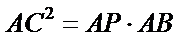 AC² = AP · AB